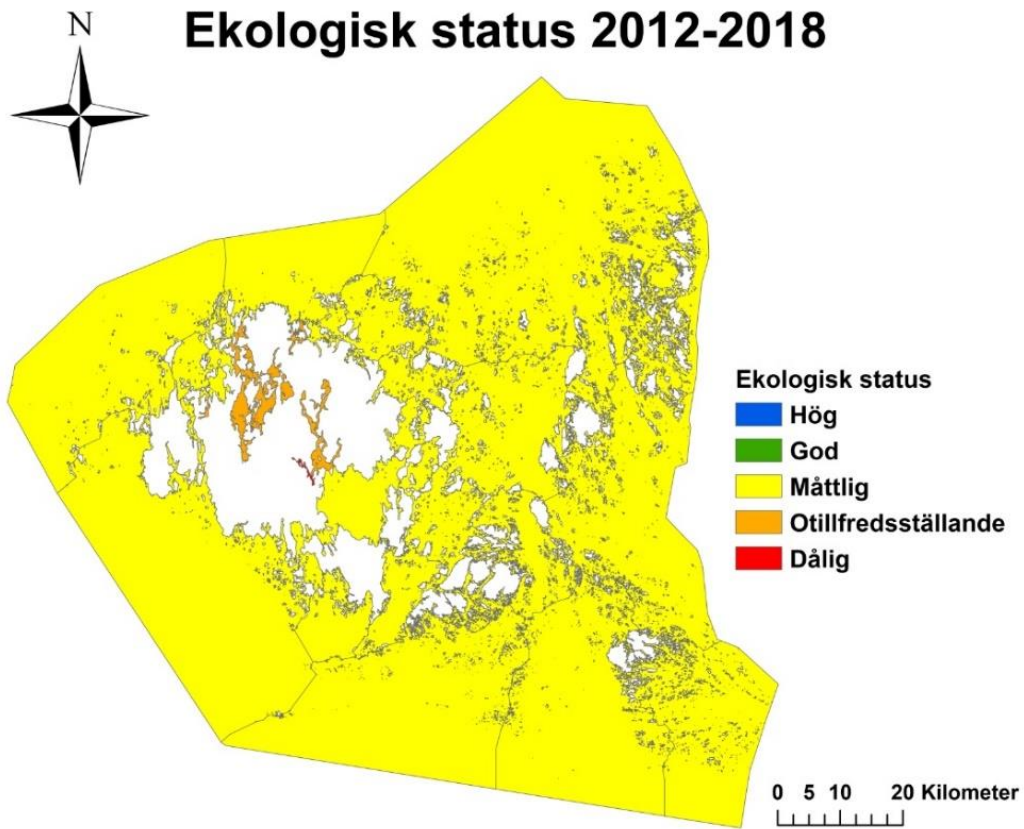 Ekologisk status 2012-2018
N
Ekologisk status
Hög
God
Måttlig
Otillfredsställande
Dålig
0 5 10 20 Kilometer